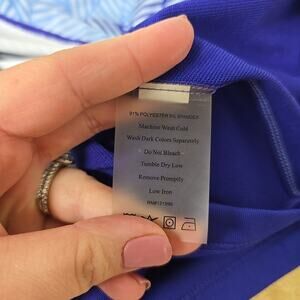 91% POLYESTER 9% SPANDEX
Machine Wash Cold
Wash Dark Colors Separately
Do Not Bleach
Tumble Dry Low
Remove Promptly
Low Iron